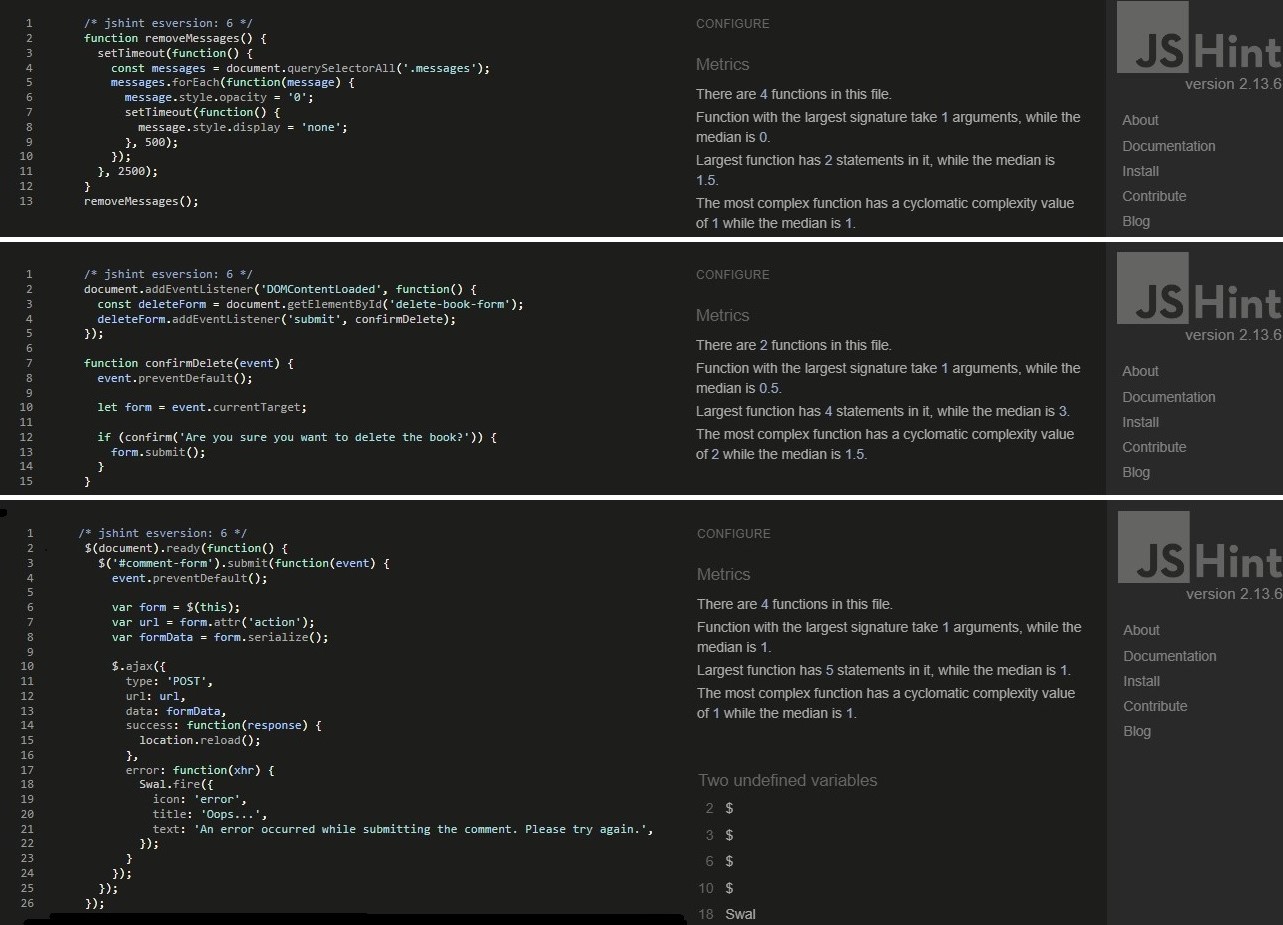 1 /* jshint esversion: 6 */
2 function removeMessages() {
3 setTimeout(function() {
4 const messages = document.querySelectorAll('.messages');
5 messages.forEach(function(message) {
6 message.style.opacity = '0';
7 setTimeout(function() {
8 message.style.display = 'none';
9 }, 500);
10 });
11 }, 2500);
12 }
13 removeMessages();
CONFIGURE
Metrics
There are 4 functions in this file.
Function with the largest signature take 1 arguments, while the
median is 0.
Largest function has 2 statements in it, while the median is
1.5.
The most complex function has a cyclomatic complexity value
of 1 while the median is 1.
JSHint
version 2.13.6
About
Documentation
Install
Contribute
Blog
1 /* jshint esversion: 6 */
2 document.addEventListener('DOMContentLoaded', function() {
3 const deleteForm = document.getElementById('delete-book-form');
4 deleteForm.addEventListener('submit', confirmDelete);
5 });
6
7 function confirmDelete(event) {
8 event.preventDefault();
9
10 let form = event.currentTarget;
11
12 if (confirm('Are you sure you want to delete the book?')) {
13 form.submit();
14 }
15 }
CONFIGURE
Metrics
There are 2 functions in this file.
Function with the largest signature take 1 arguments, while the
median is 0.5.
Largest function has 4 statements in it, while the median is 3.
The most complex function has a cyclomatic complexity value
of 2 while the median is 1.5.
JSHint
version 2.13.6
About
Documentation
Install
Contribute
Blog
1 /* jshint esversion: 6 */
2 $(document).ready(function() {
3 $('#comment-form').submit(function(event) {
4 event.preventDefault();
5
6 var form = $(this);
7 var url = form.attr('action');
8 var formData = form.serialize();
9
10 $.ajax({
11 type: 'POST',
12 url: url,
13 data: formData,
14 success: function(response) {
15 location.reload();
16 },
17 error: function(xhr) {
18 Swal.fire({
19 icon: 'error',
20 title: 'Oops...',
21 text: 'An error occurred while submitting the comment. Please try again.',
22 });
23 }
24 });
25 });
26 });
CONFIGURE
Metrics
There are 4 functions in this file.
Function with the largest signature take 1 arguments, while the
median is 1.
Largest function has 5 statements in it, while the median is 1.
The most complex function has a cyclomatic complexity value
of 1 while the median is 1.
Two undefined variables
2 $
3 $
6 $
10 $
18 Swal
JSHint
version 2.13.6
About
Documentation
Install
Contribute
Blog